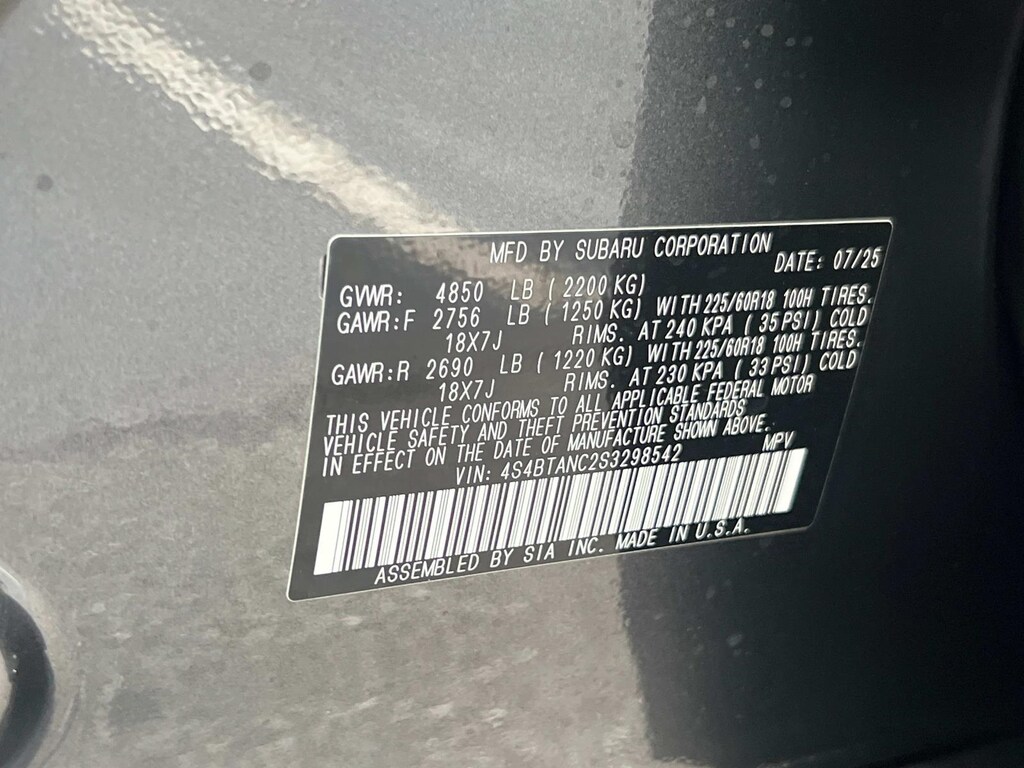 MFD BY SUBARU CORPORATION DATE: 07/25
GVWR: 4850 LB ( 2200 KG)
GAWR:F 2756 LB ( 1250 KG) WITH 225/60R18 100H TIRES.
18X7J RIMS. AT 240 KPA ( 35 PSI) COLD
GAWR:R 2690 LB ( 1220 KG) WITH 225/60R18 100H TIRES.
18X7J RIMS. AT 230 KPA ( 33 PSI) COLD
THIS VEHICLE CONFORMS TO ALL APPLICABLE FEDERAL MOTOR
VEHICLE SAFETY AND THEFT PREVENTION STANDARDS
IN EFFECT ON THE DATE OF MANUFACTURE SHOWN ABOVE.
VIN: 4S4BTANC2S3298542 MPV
ASSEMBLED BY SIA INC. MADE IN U.S.A.